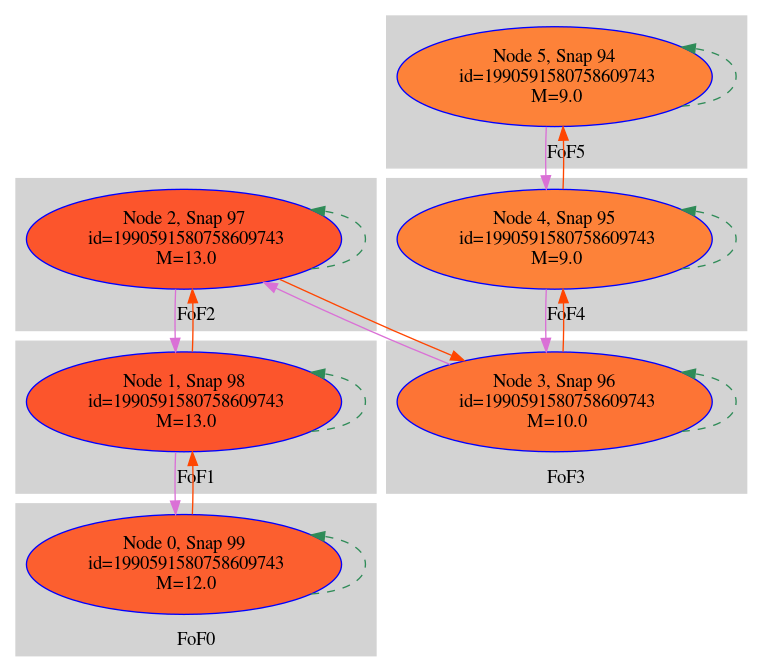 Node 5, Snap 94
id=1990591580758609743
M=9.0
FoF5
Node 2, Snap 97
id=1990591580758609743
M=13.0
FoF2
Node 4, Snap 95
id=1990591580758609743
M=9.0
FoF4
Node 1, Snap 98
id=1990591580758609743
M=13.0
FoF1
Node 3, Snap 96
id=1990591580758609743
M=10.0
FoF3
Node 0, Snap 99
id=1990591580758609743
M=12.0
FoF0